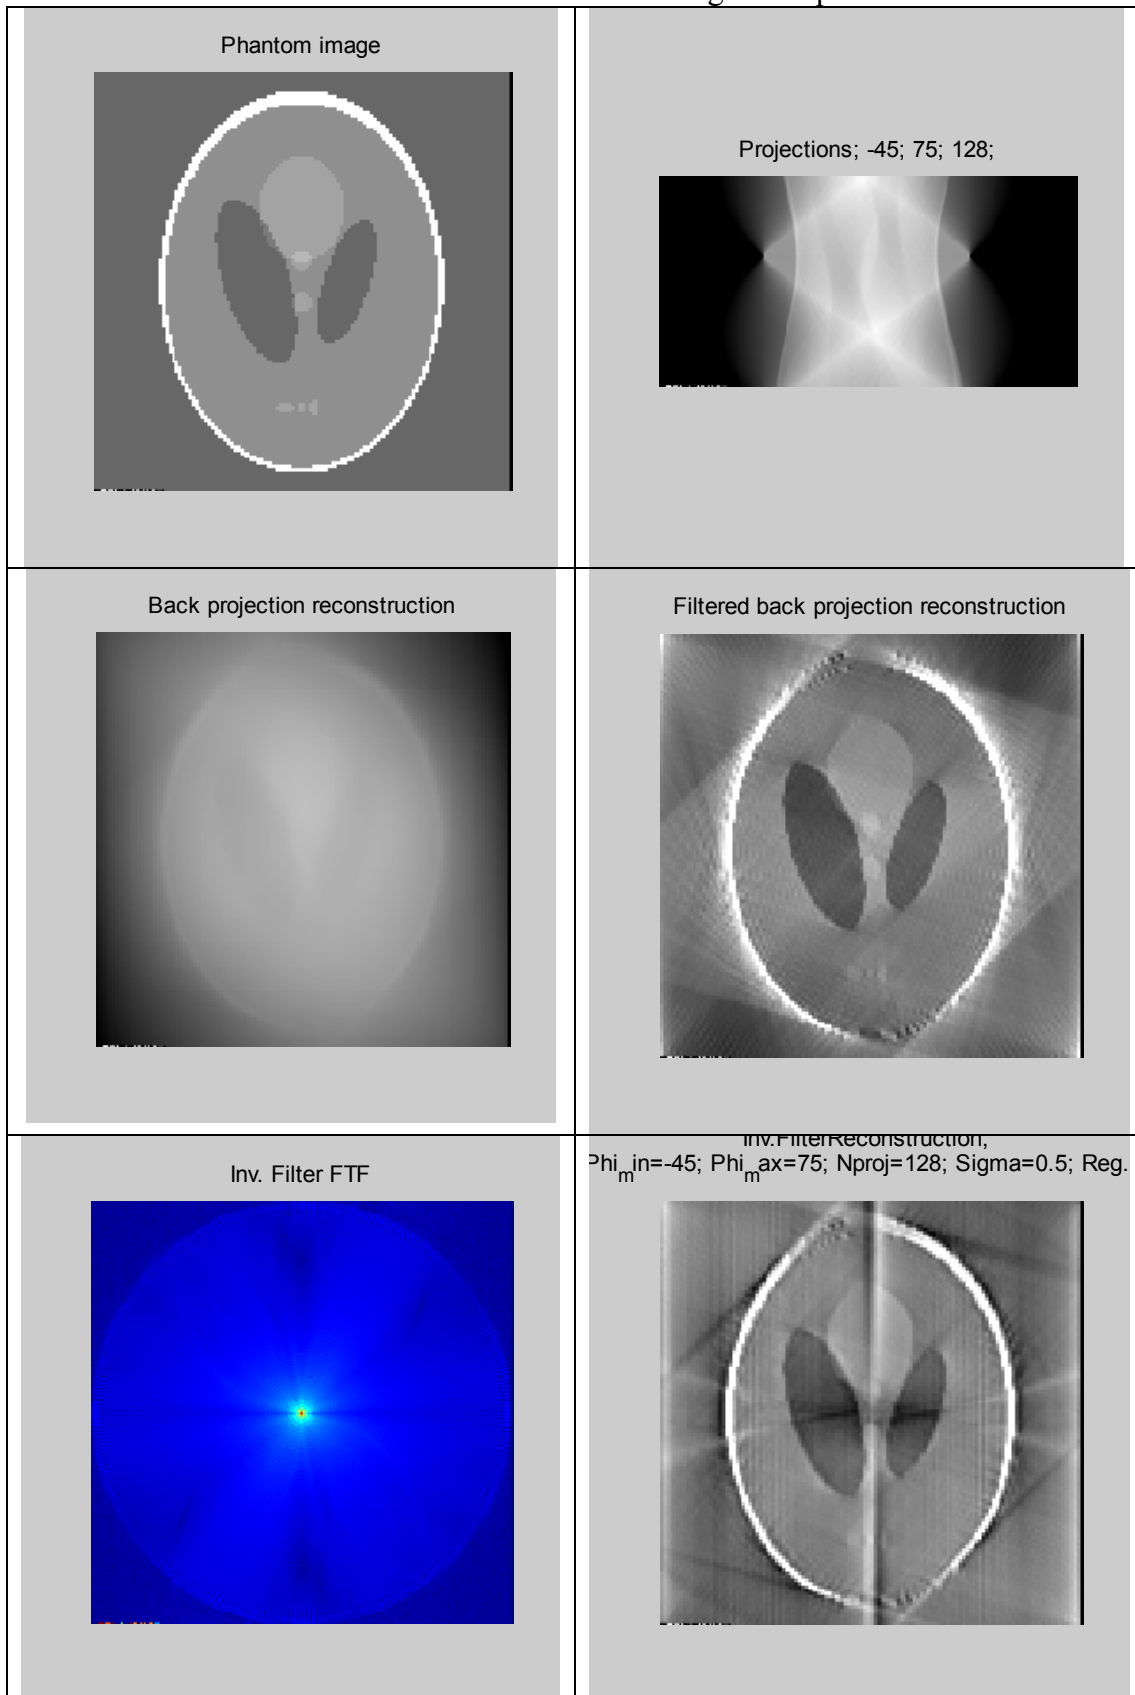 Phantom image
Projections; -45; 75; 128;
Back projection reconstruction
Filtered back projection reconstruction
Inv. Filter FTF
Inv.FilterReconstruction,
Phi_min=-45; Phi_max=75; Nproj=128; Sigma=0.5; Reg.